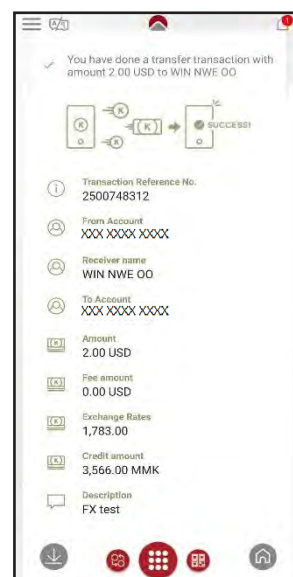 1
You have done a transfer transaction with
amount 2.00 USD to WIN NWE OO
SUCCESS!
Transaction Reference No.
2500748312
From Account
XXX XXXX XXXX
Receiver name
WIN NWE OO
To Account
XXX XXXX XXXX
Amount
2.00 USD
Fee amount
0.00 USD
Exchange Rates
1,783.00
Credit amount
3,566.00 MMK
Description
FX test